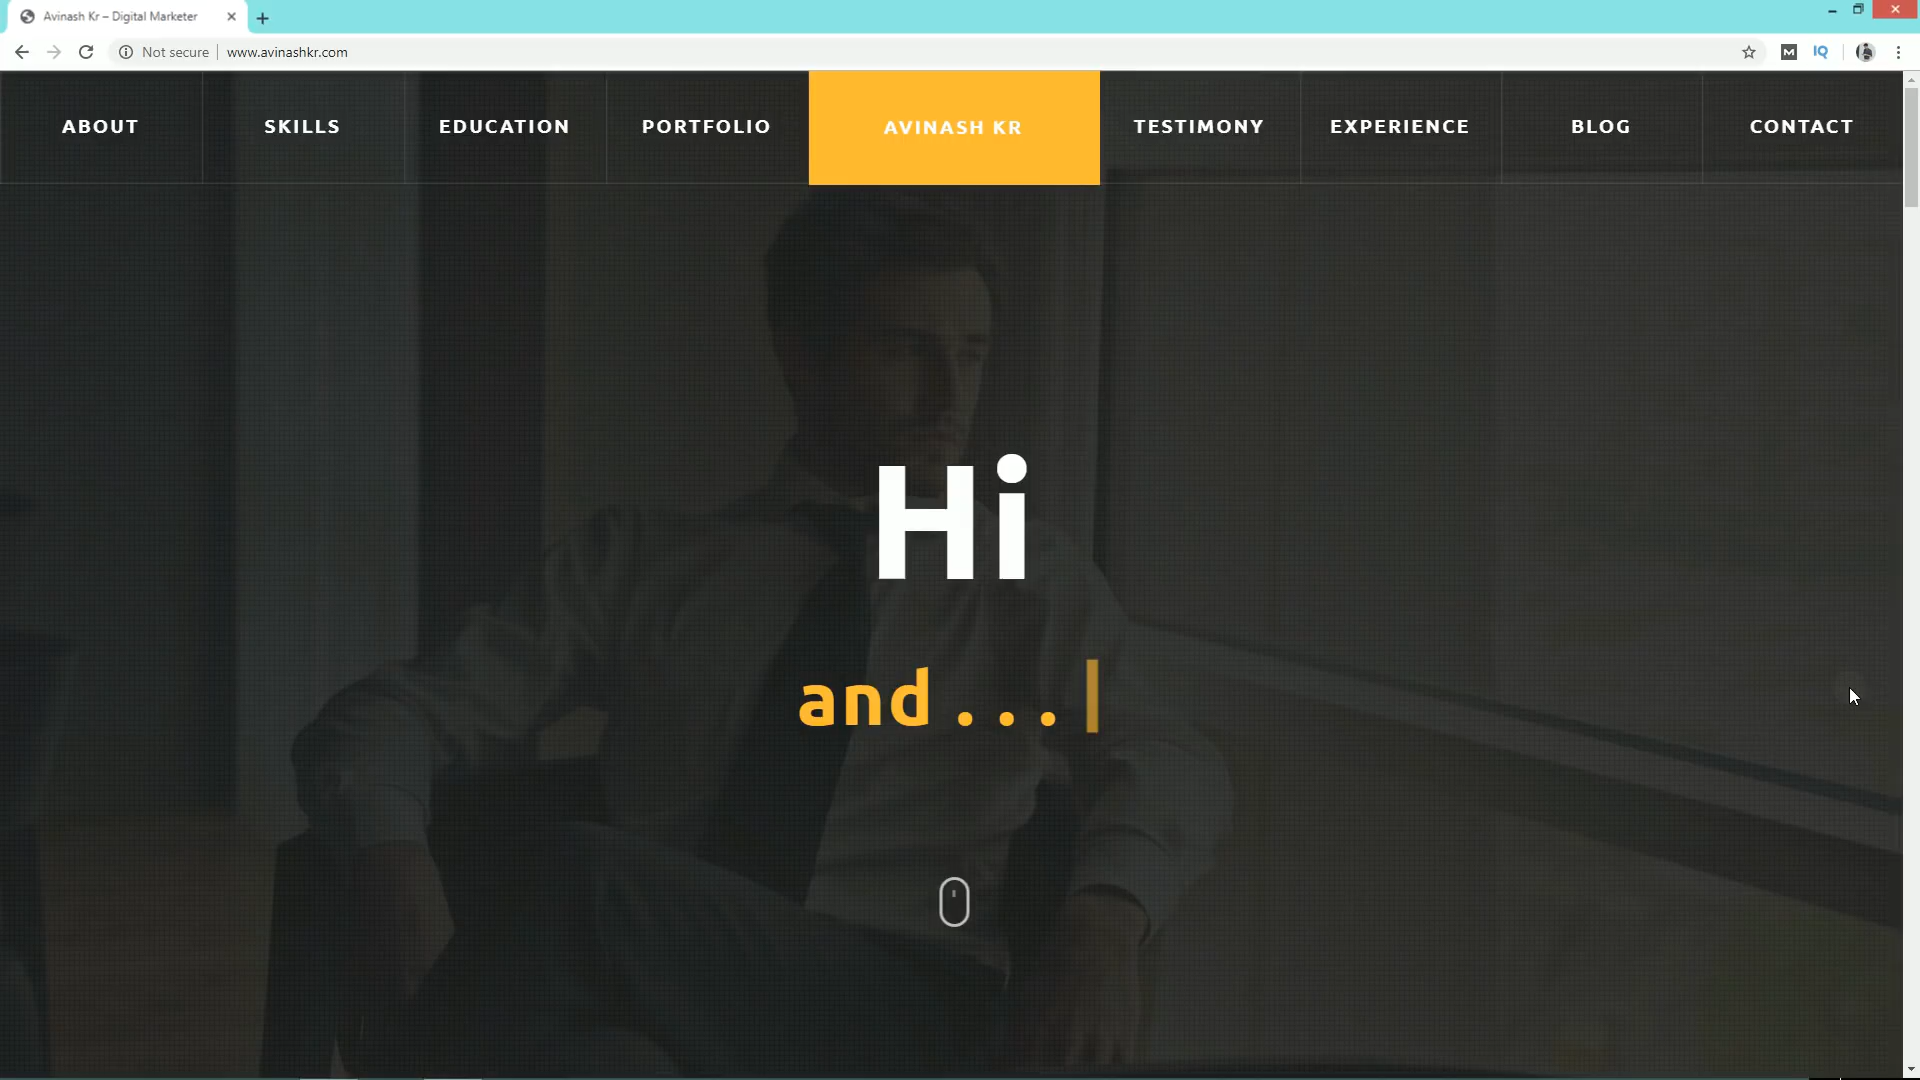 Avinash Kr – Digital Marketer
Not secure
www.avinashkr.com
M
IQ
ABOUT
SKILLS
EDUCATION
PORTFOLIO
AVINASH KR
TESTIMONY
EXPERIENCE
BLOG
CONTACT
Hi
and . . . |